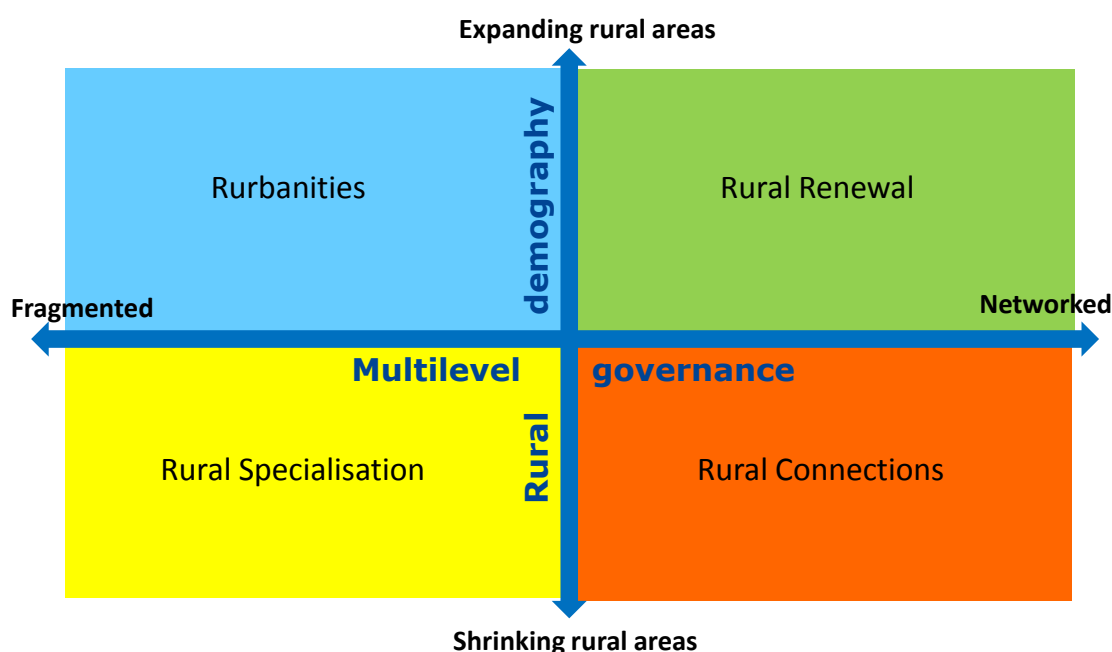 Expanding rural areas
demography
Rurbanities
Rural Renewal
Fragmented
Networked
Multilevel governance
Rural
Rural Specialisation
Rural Connections
Shrinking rural areas